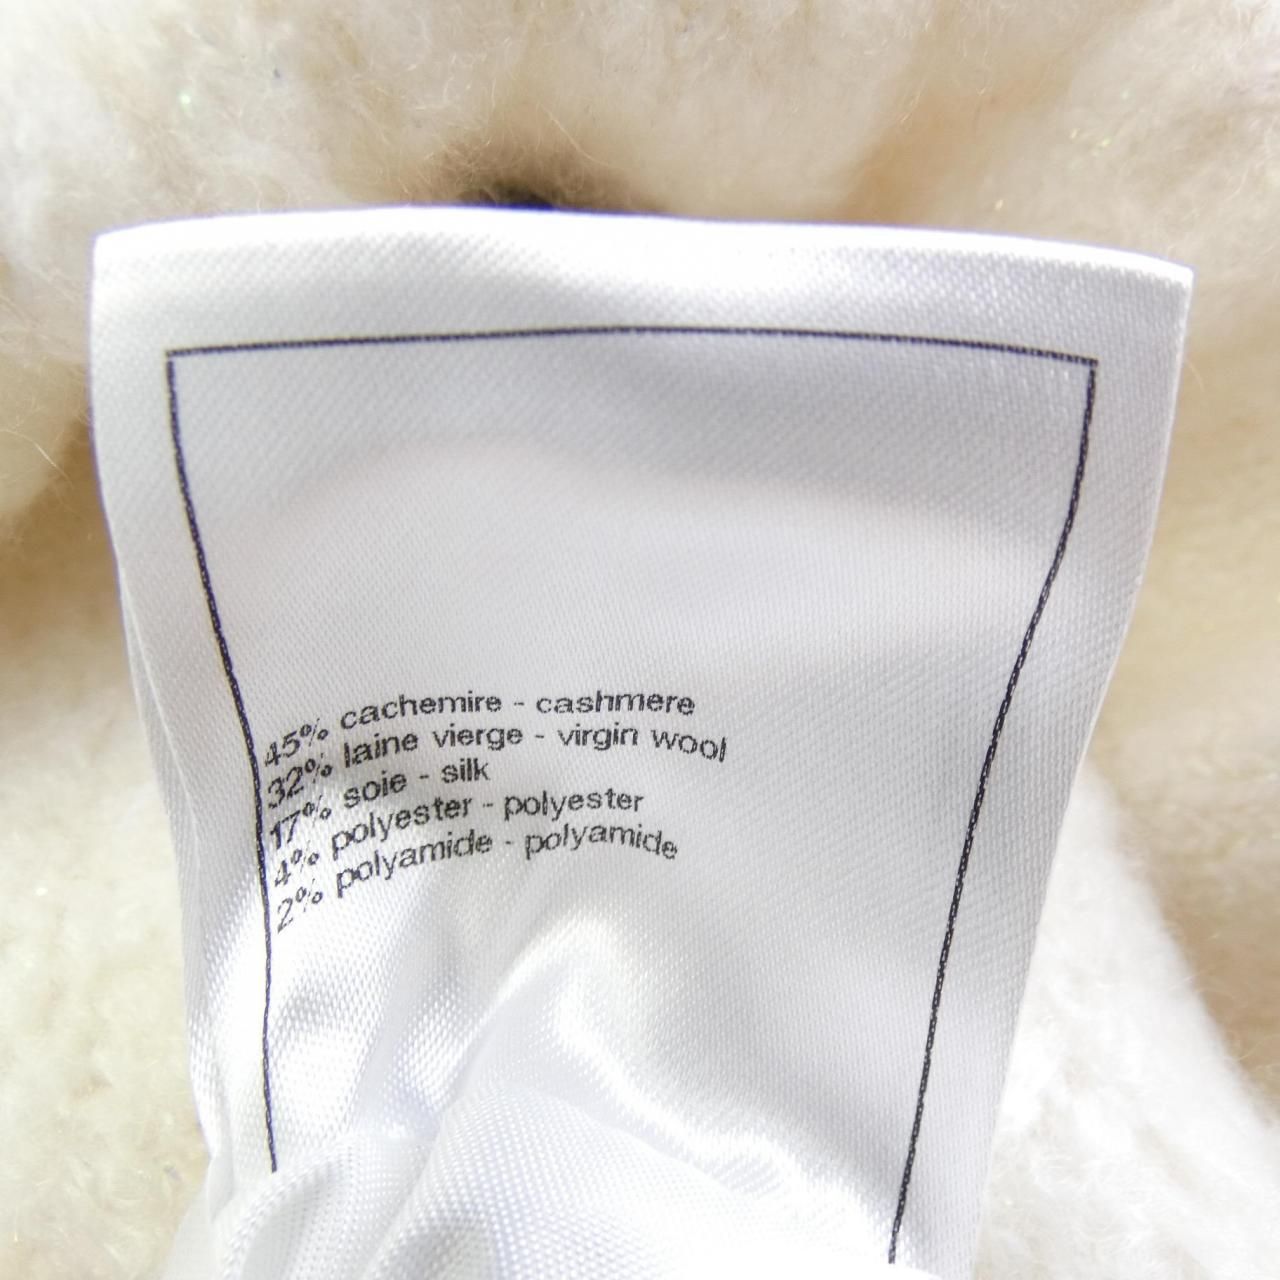 45% cachemire - cashmere
32% laine vierge - virgin wool
17% soie - silk
4% polyester - polyester
2% polyamide - polyamide